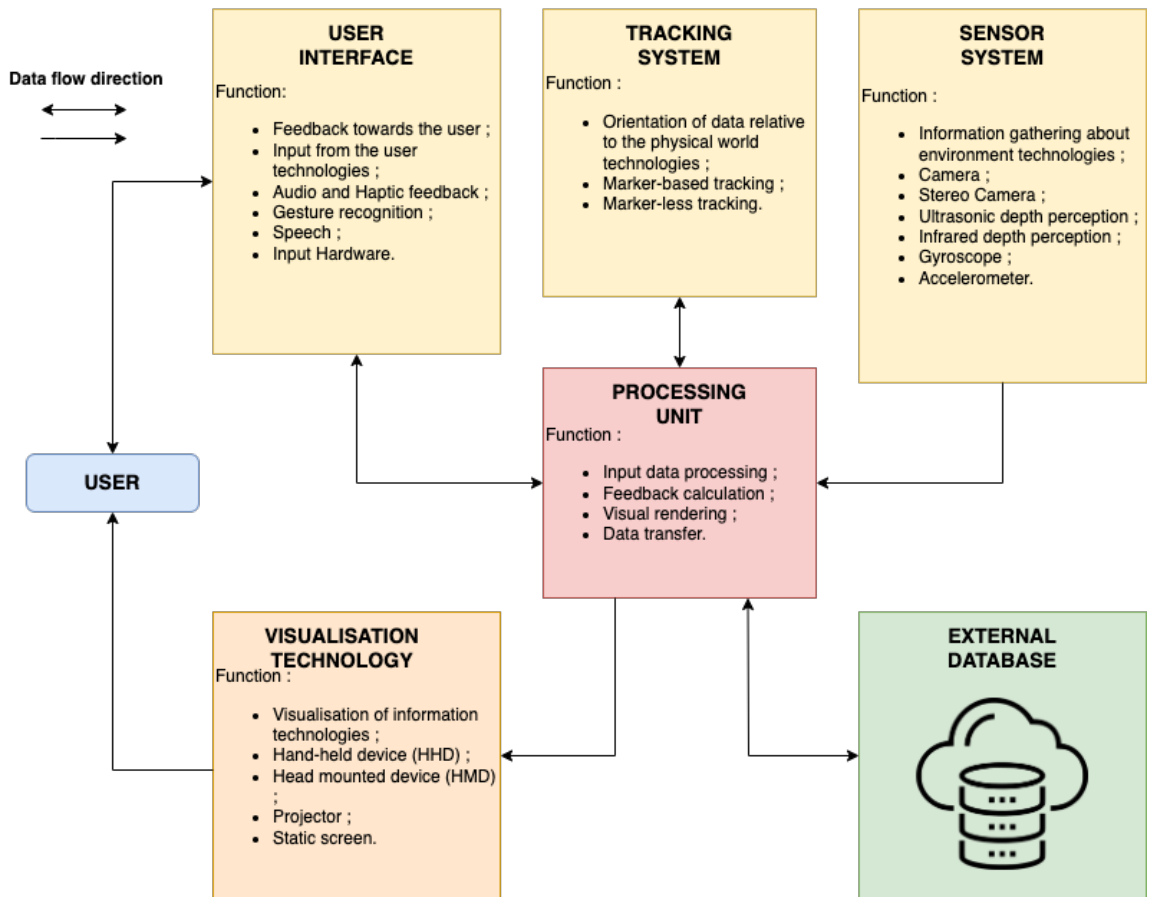 Data flow direction
USER
INTERFACE
Function:
• Feedback towards the user ;
• Input from the user
technologies ;
• Audio and Haptic feedback ;
• Gesture recognition ;
• Speech ;
• Input Hardware.
TRACKING
SYSTEM
Function :
• Orientation of data relative
to the physical world
technologies ;
• Marker-based tracking ;
• Marker-less tracking.
SENSOR
SYSTEM
Function :
• Information gathering about
environment technologies ;
• Camera ;
• Stereo Camera ;
• Ultrasonic depth perception ;
• Infrared depth perception ;
• Gyroscope ;
• Accelerometer.
USER
PROCESSING
UNIT
Function :
• Input data processing ;
• Feedback calculation ;
• Visual rendering ;
• Data transfer.
VISUALISATION
TECHNOLOGY
Function :
• Visualisation of information
technologies ;
• Hand-held device (HHD) ;
• Head mounted device (HMD)
;
• Projector ;
• Static screen.
EXTERNAL
DATABASE